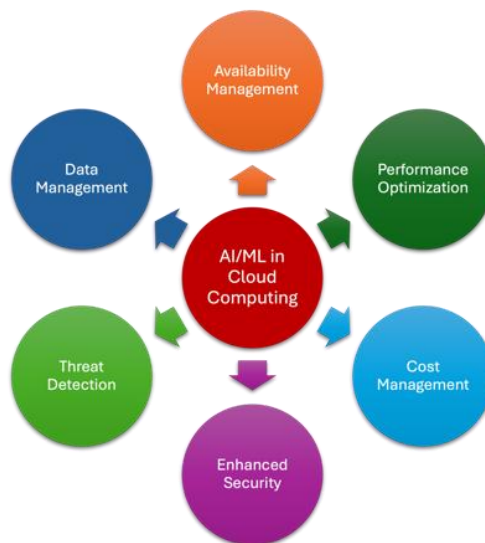 Availability
Management
Data
Management
Performance
Optimization
AI/ML in
Cloud
Computing
Threat
Detection
Cost
Management
Enhanced
Security